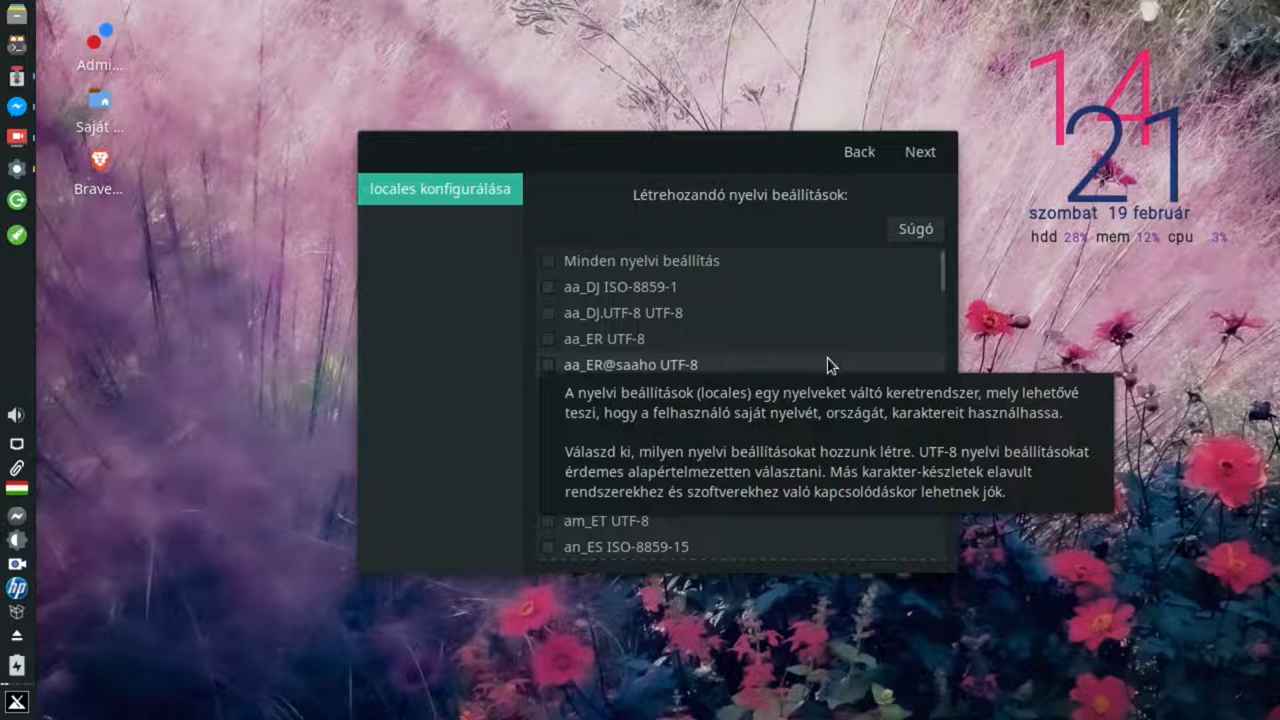 Admi...
Saját ...
Brave...
14
21
szombat 19 február
hdd 28% mem 12% cpu 3%
Back Next
locales konfigurálása
Létrehozandó nyelvi beállítások:
Súgó
Minden nyelvi beállítás
aa_DJ ISO-8859-1
aa_DJ.UTF-8 UTF-8
aa_ER UTF-8
aa_ER@saaho UTF-8
A nyelvi beállítások (locales) egy nyelveket váltó keretrendszer, mely lehetővé
teszi, hogy a felhasználó saját nyelvét, országát, karaktereit használhassa.
Válaszd ki, milyen nyelvi beállításokat hozzunk létre. UTF-8 nyelvi beállításokat
érdemes alapértelmezetten választani. Más karakter-készletek elavult
rendszerekhez és szoftverekhez való kapcsolódáskor lehetnek jók.
am_ET UTF-8
an_ES ISO-8859-15
hp